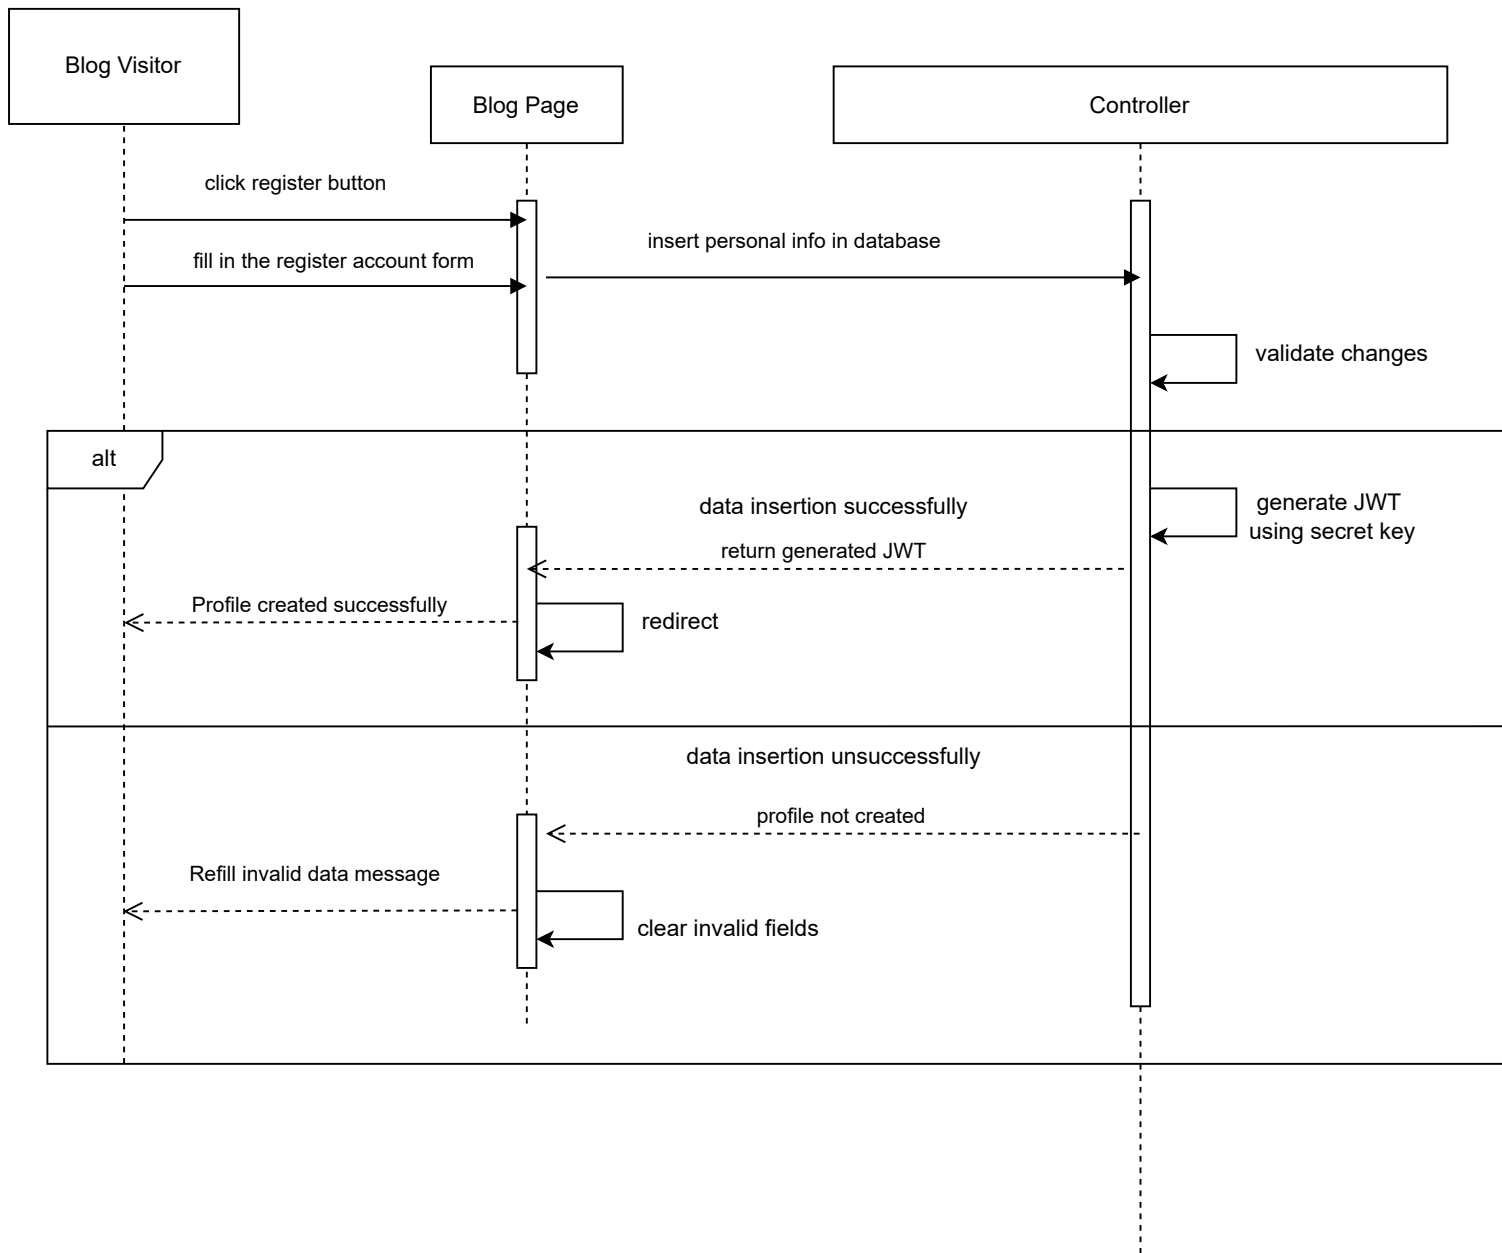 Blog Visitor
Blog Page
Controller
click register button
insert personal info in database
fill in the register account form
validate changes
alt
data insertion successfully
generate JWT
using secret key
return generated JWT
Profile created successfully
redirect
data insertion unsuccessfully
profile not created
Refill invalid data message
clear invalid fields